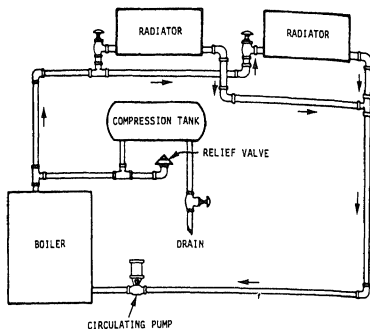 RADIATOR
RADIATOR
COMPRESSION TANK
RELIEF VALVE
DRAIN
BOILER
CIRCULATING PUMP